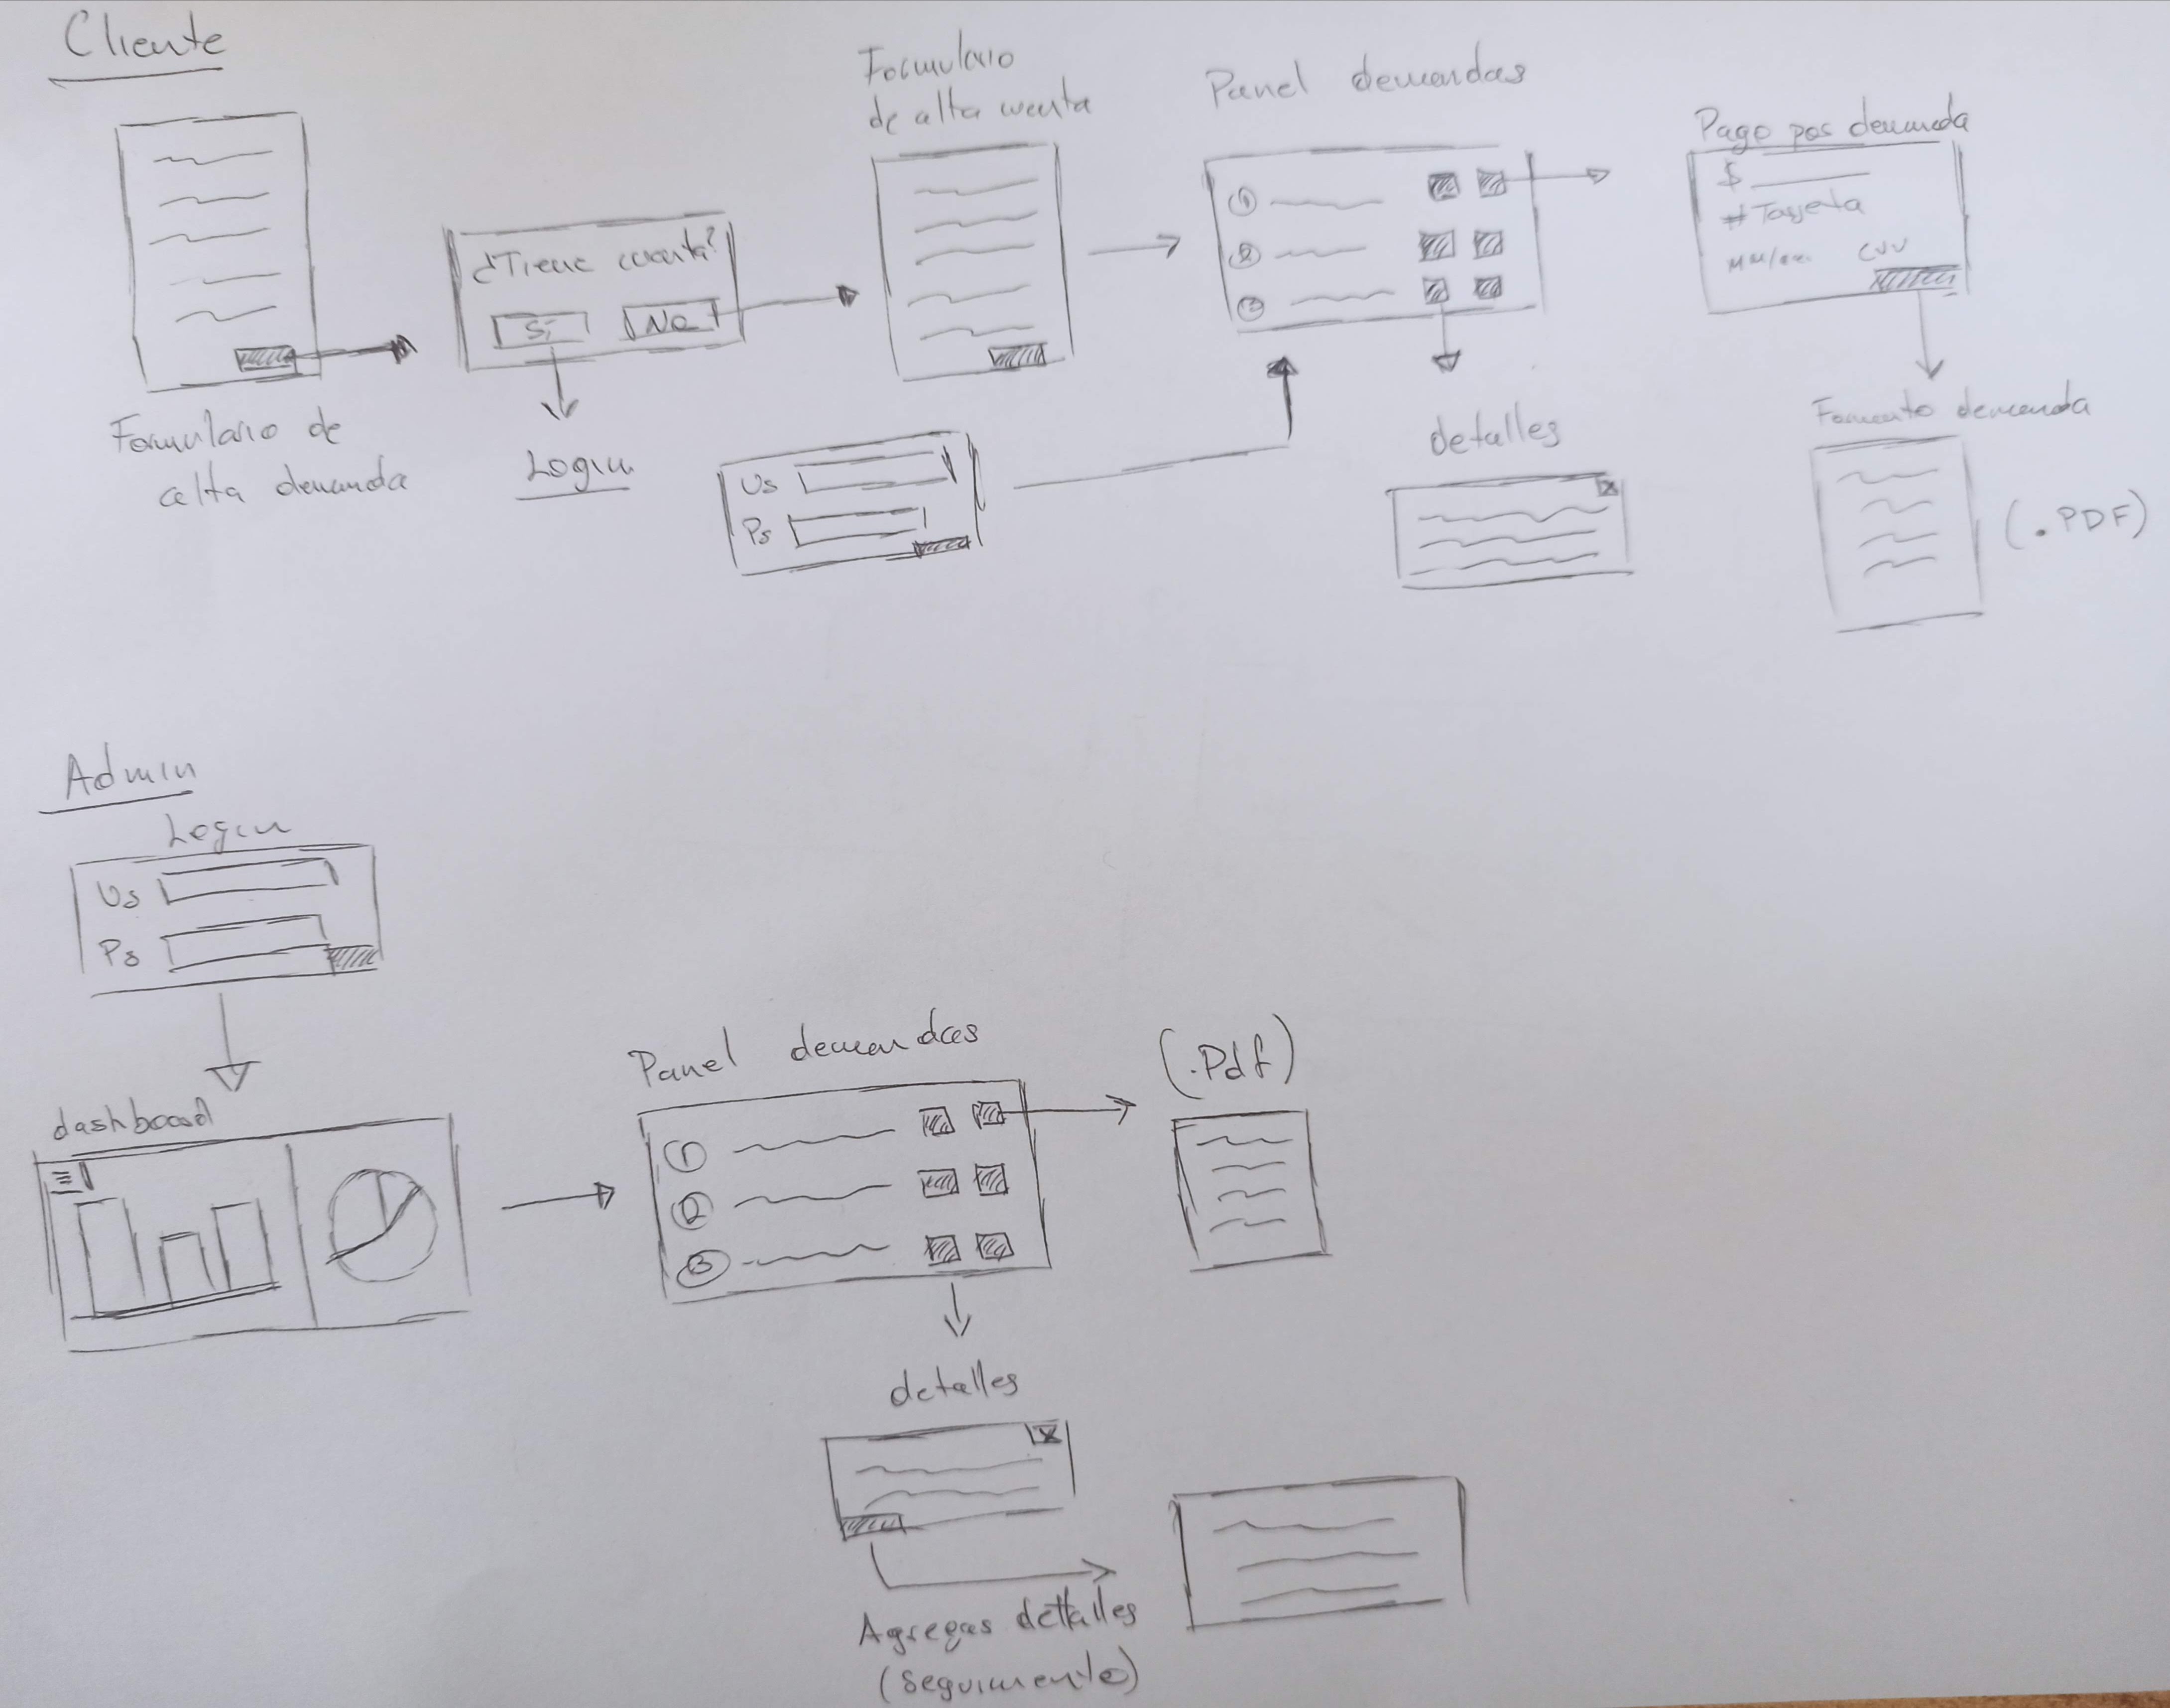 Cliente
Formulario de
alta demanda
¿Tiene cuenta?
Si
No
Login
Formulario
de alta cuenta
Us
Ps
Panel demandas
1
2
3
detalles
X
Pago por demanda
$
# Tarjeta
MM/aa.
CVV
Formato demanda
(.PDF)
Admin
Login
Us
Ps
dashboard
Panel demandas
1
2
3
(.Pdf)
detalles
X
Agregar detalles
(seguimiento)